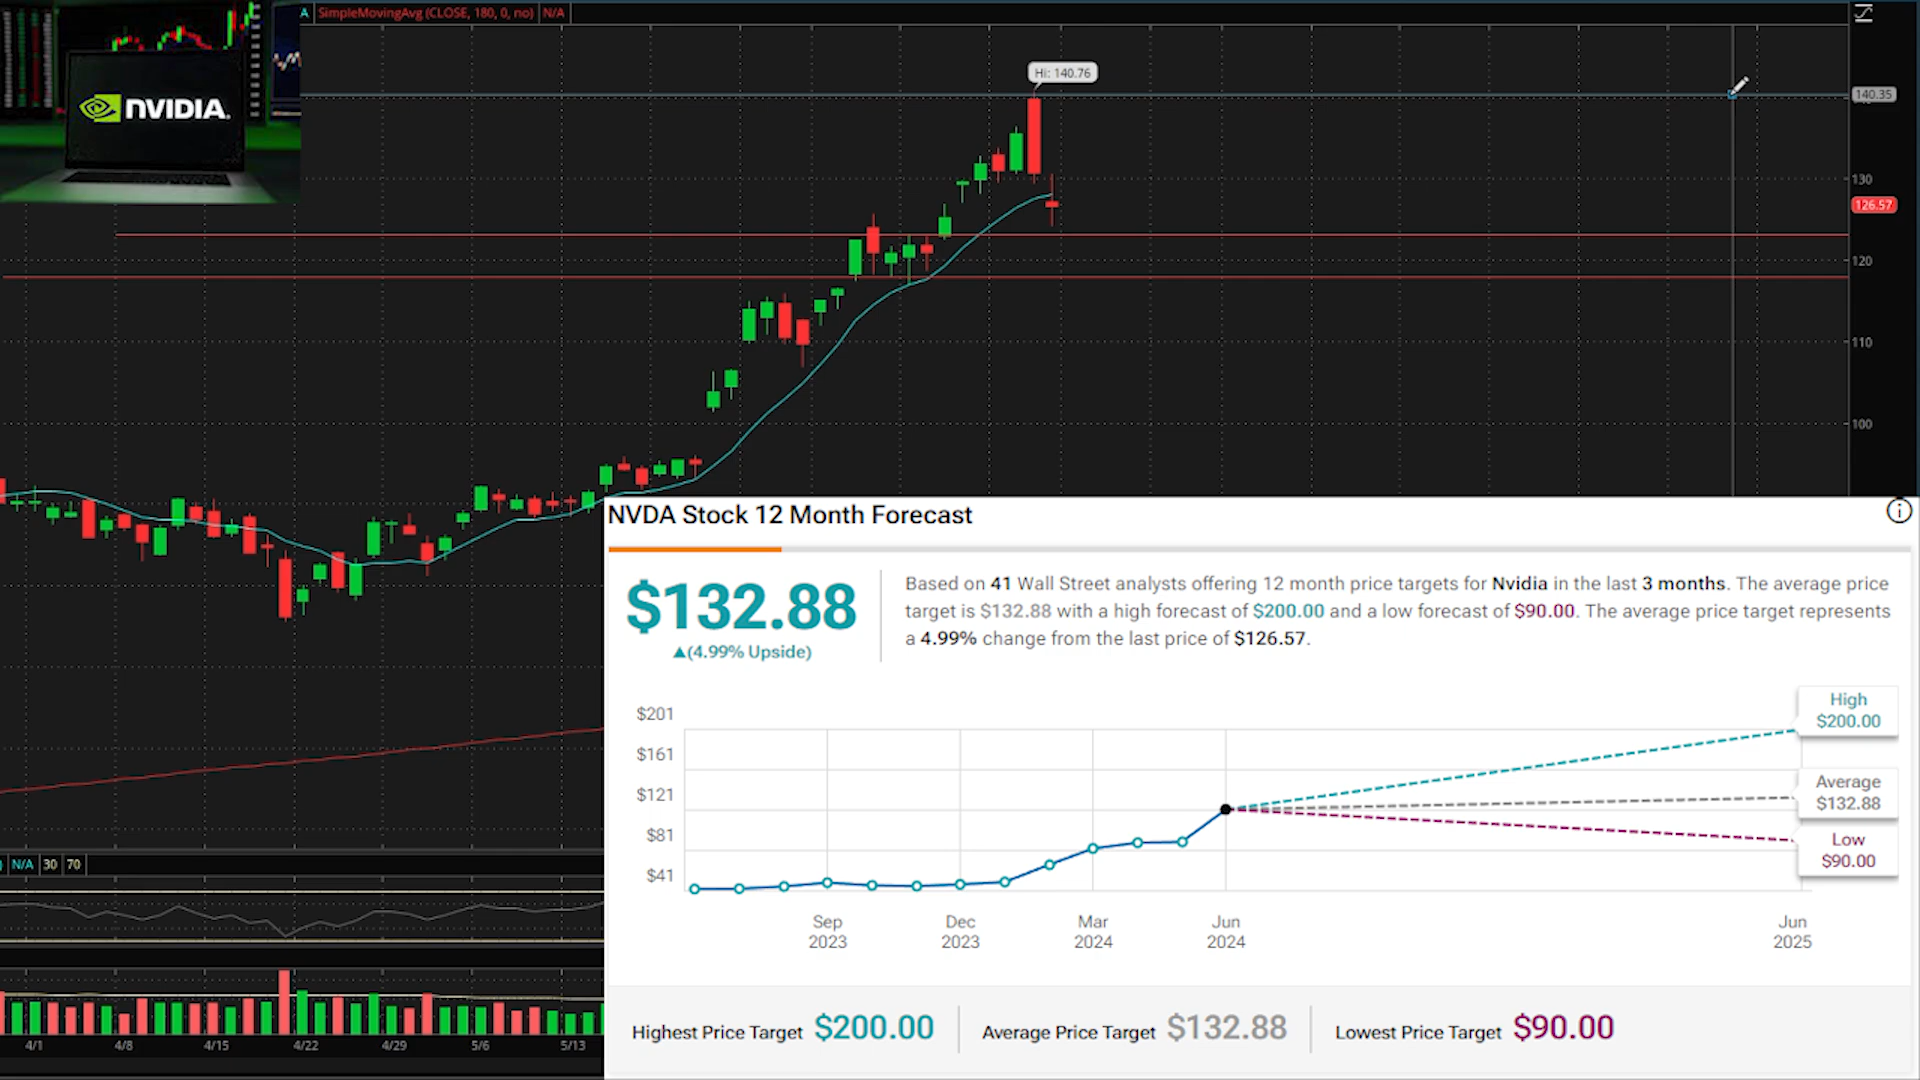 A SimpleMovingAvg (CLOSE, 180, 0, no) N/A
NVIDIA.
Hi: 140.76
140.35
130
126.57
120
110
100
NVDA Stock 12 Month Forecast
$132.88
▲(4.99% Upside)
Based on 41 Wall Street analysts offering 12 month price targets for Nvidia in the last 3 months. The average price
target is $132.88 with a high forecast of $200.00 and a low forecast of $90.00. The average price target represents
a 4.99% change from the last price of $126.57.
$201
$161
$121
$81
$41
High
$200.00
Average
$132.88
Low
$90.00
Sep
2023
Dec
2023
Mar
2024
Jun
2024
Jun
2025
Highest Price Target $200.00
Average Price Target $132.88
Lowest Price Target $90.00
N/A 30 70
4/1 4/8 4/15 4/22 4/29 5/6 5/13